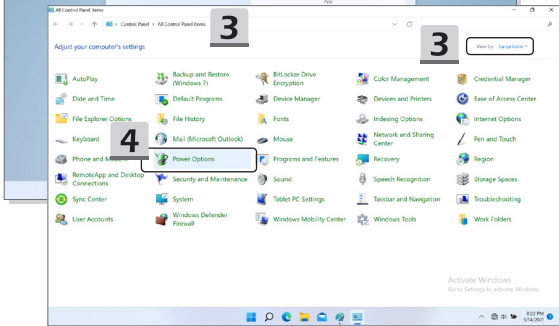 App
All Control Panel Items
3
Control Panel > All Control Panel Items
3
Adjust your computer's settings
View by: Large icons
AutoPlay
Backup and Restore
(Windows 7)
BitLocker Drive
Encryption
Color Management
Credential Manager
Date and Time
Default Programs
Device Manager
Devices and Printers
Ease of Access Center
File Explorer Options
File History
Fonts
Indexing Options
Internet Options
Keyboard
4
Mail (Microsoft Outlook)
Mouse
Network and Sharing
Center
Pen and Touch
Phone and
Power Options
Programs and Features
Recovery
Region
RemoteApp and Desktop
Connections
Security and Maintenance
Sound
Speech Recognition
Storage Spaces
Sync Center
System
Tablet PC Settings
Taskbar and Navigation
Troubleshooting
User Accounts
Windows Defender
Firewall
Windows Mobility Center
Windows Tools
Work Folders
Activate Windows
Go to Settings to activate Windows.
8:22 PM